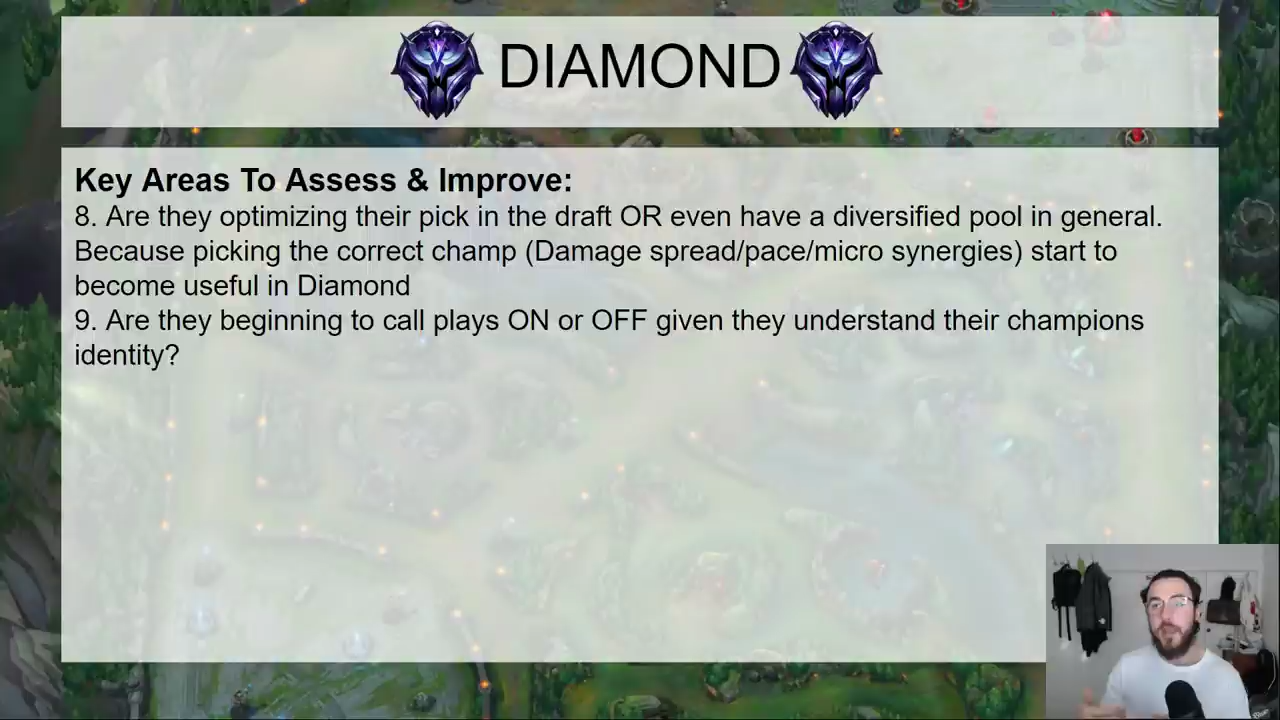 DIAMOND
Key Areas To Assess & Improve:
8. Are they optimizing their pick in the draft OR even have a diversified pool in general.
Because picking the correct champ (Damage spread/pace/micro synergies) start to
become useful in Diamond
9. Are they beginning to call plays ON or OFF given they understand their champions
identity?